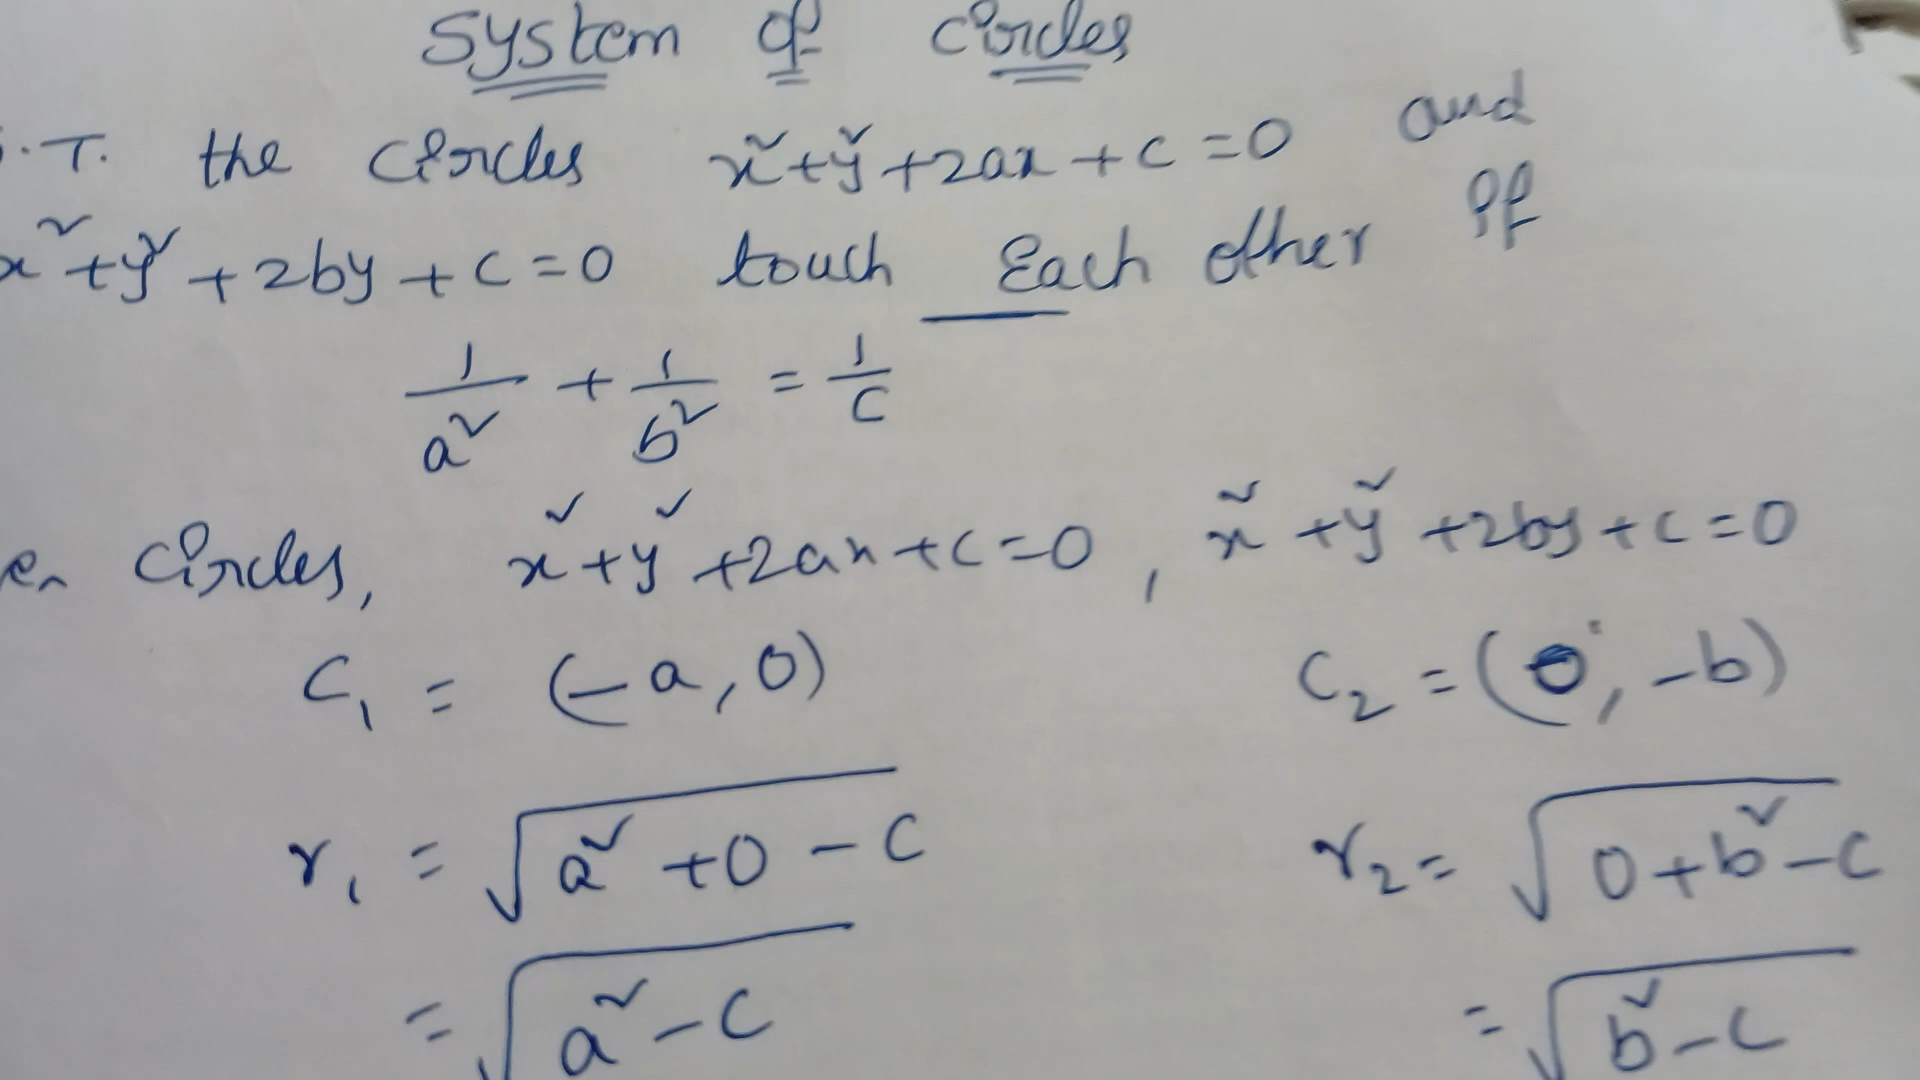 System of Circles
S.T. the circles x²+y²+2ax+c=0 and
x²+y²+2by+c=0 touch Each other if
1/a² + 1/b² = 1/c
en Circles, x²+y²+2ax+c=0, x²+y²+2by+c=0
C₁ = (-a, 0) C₂ = (0, -b)
r₁ = √(a²+0-c) r₂ = √(0+b²-c)
= √(a²-c) = √(b²-c)